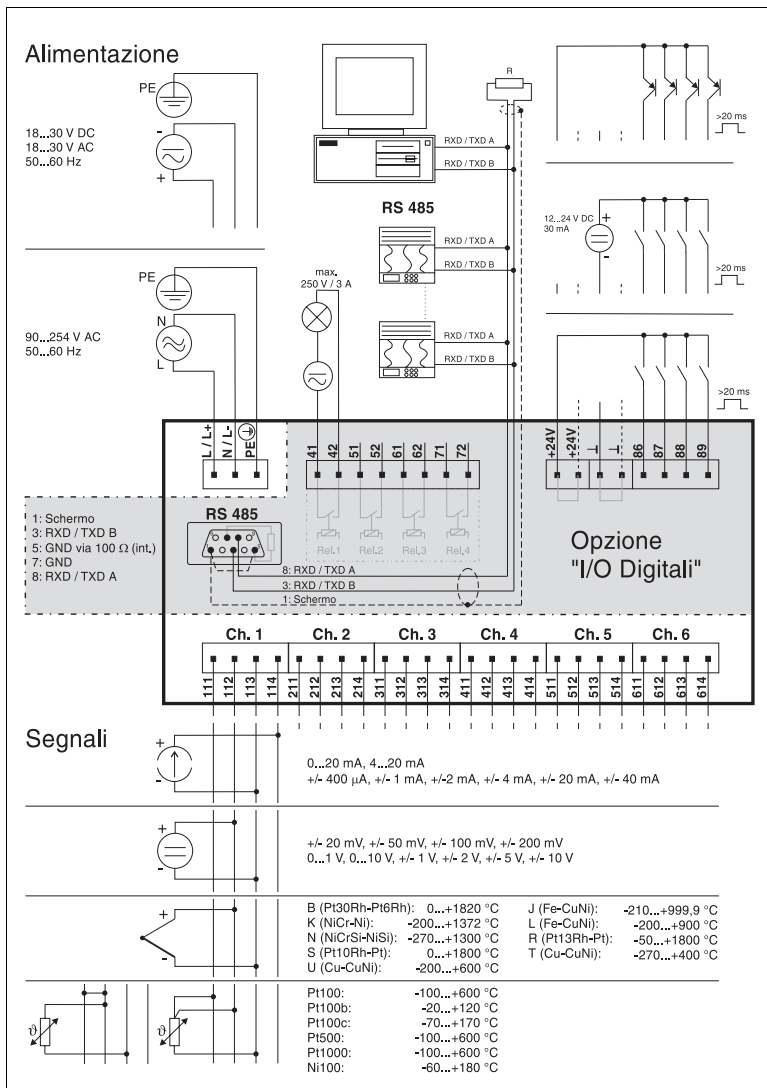 Alimentazione
PE
18...30 V DC
18...30 V AC
50...60 Hz
-
+
R
RXD / TXD A
RXD / TXD B
RS 485
RXD / TXD A
RXD / TXD B
RXD / TXD A
RXD / TXD B
>20 ms
12...24 V DC
30 mA
+
-
>20 ms
>20 ms
PE
90...254 V AC
50...60 Hz
N
L
max.
250 V / 3 A
L / L+
N / L-
PE
41
42
51
52
61
62
71
72
+24V
+24V
86
87
88
89
Rel.1
Rel.2
Rel.3
Rel.4
1: Schermo
3: RXD / TXD B
5: GND via 100 Ω (int.)
7: GND
8: RXD / TXD A
RS 485
8: RXD / TXD A
3: RXD / TXD B
1: Schermo
Opzione
"I/O Digitali"
Ch. 1 Ch. 2 Ch. 3 Ch. 4 Ch. 5 Ch. 6
111 112 113 114 211 212 213 214 311 312 313 314 411 412 413 414 511 512 513 514 611 612 613 614
Segnali
+
-
0...20 mA, 4...20 mA
+/- 400 µA, +/- 1 mA, +/-2 mA, +/- 4 mA, +/- 20 mA, +/- 40 mA
+
-
+/- 20 mV, +/- 50 mV, +/- 100 mV, +/- 200 mV
0...1 V, 0...10 V, +/- 1 V, +/- 2 V, +/- 5 V, +/- 10 V
+
-
B (Pt30Rh-Pt6Rh): 0...+1820 °C J (Fe-CuNi): -210...+999,9 °C
K (NiCr-Ni): -200...+1372 °C L (Fe-CuNi): -200...+900 °C
N (NiCrSi-NiSi): -270...+1300 °C R (Pt13Rh-Pt): -50...+1800 °C
S (Pt10Rh-Pt): 0...+1800 °C T (Cu-CuNi): -270...+400 °C
U (Cu-CuNi): -200...+600 °C
ϑ
ϑ
Pt100: -100...+600 °C
Pt100b: -20...+120 °C
Pt100c: -70...+170 °C
Pt500: -100...+600 °C
Pt1000: -100...+600 °C
Ni100: -60...+180 °C